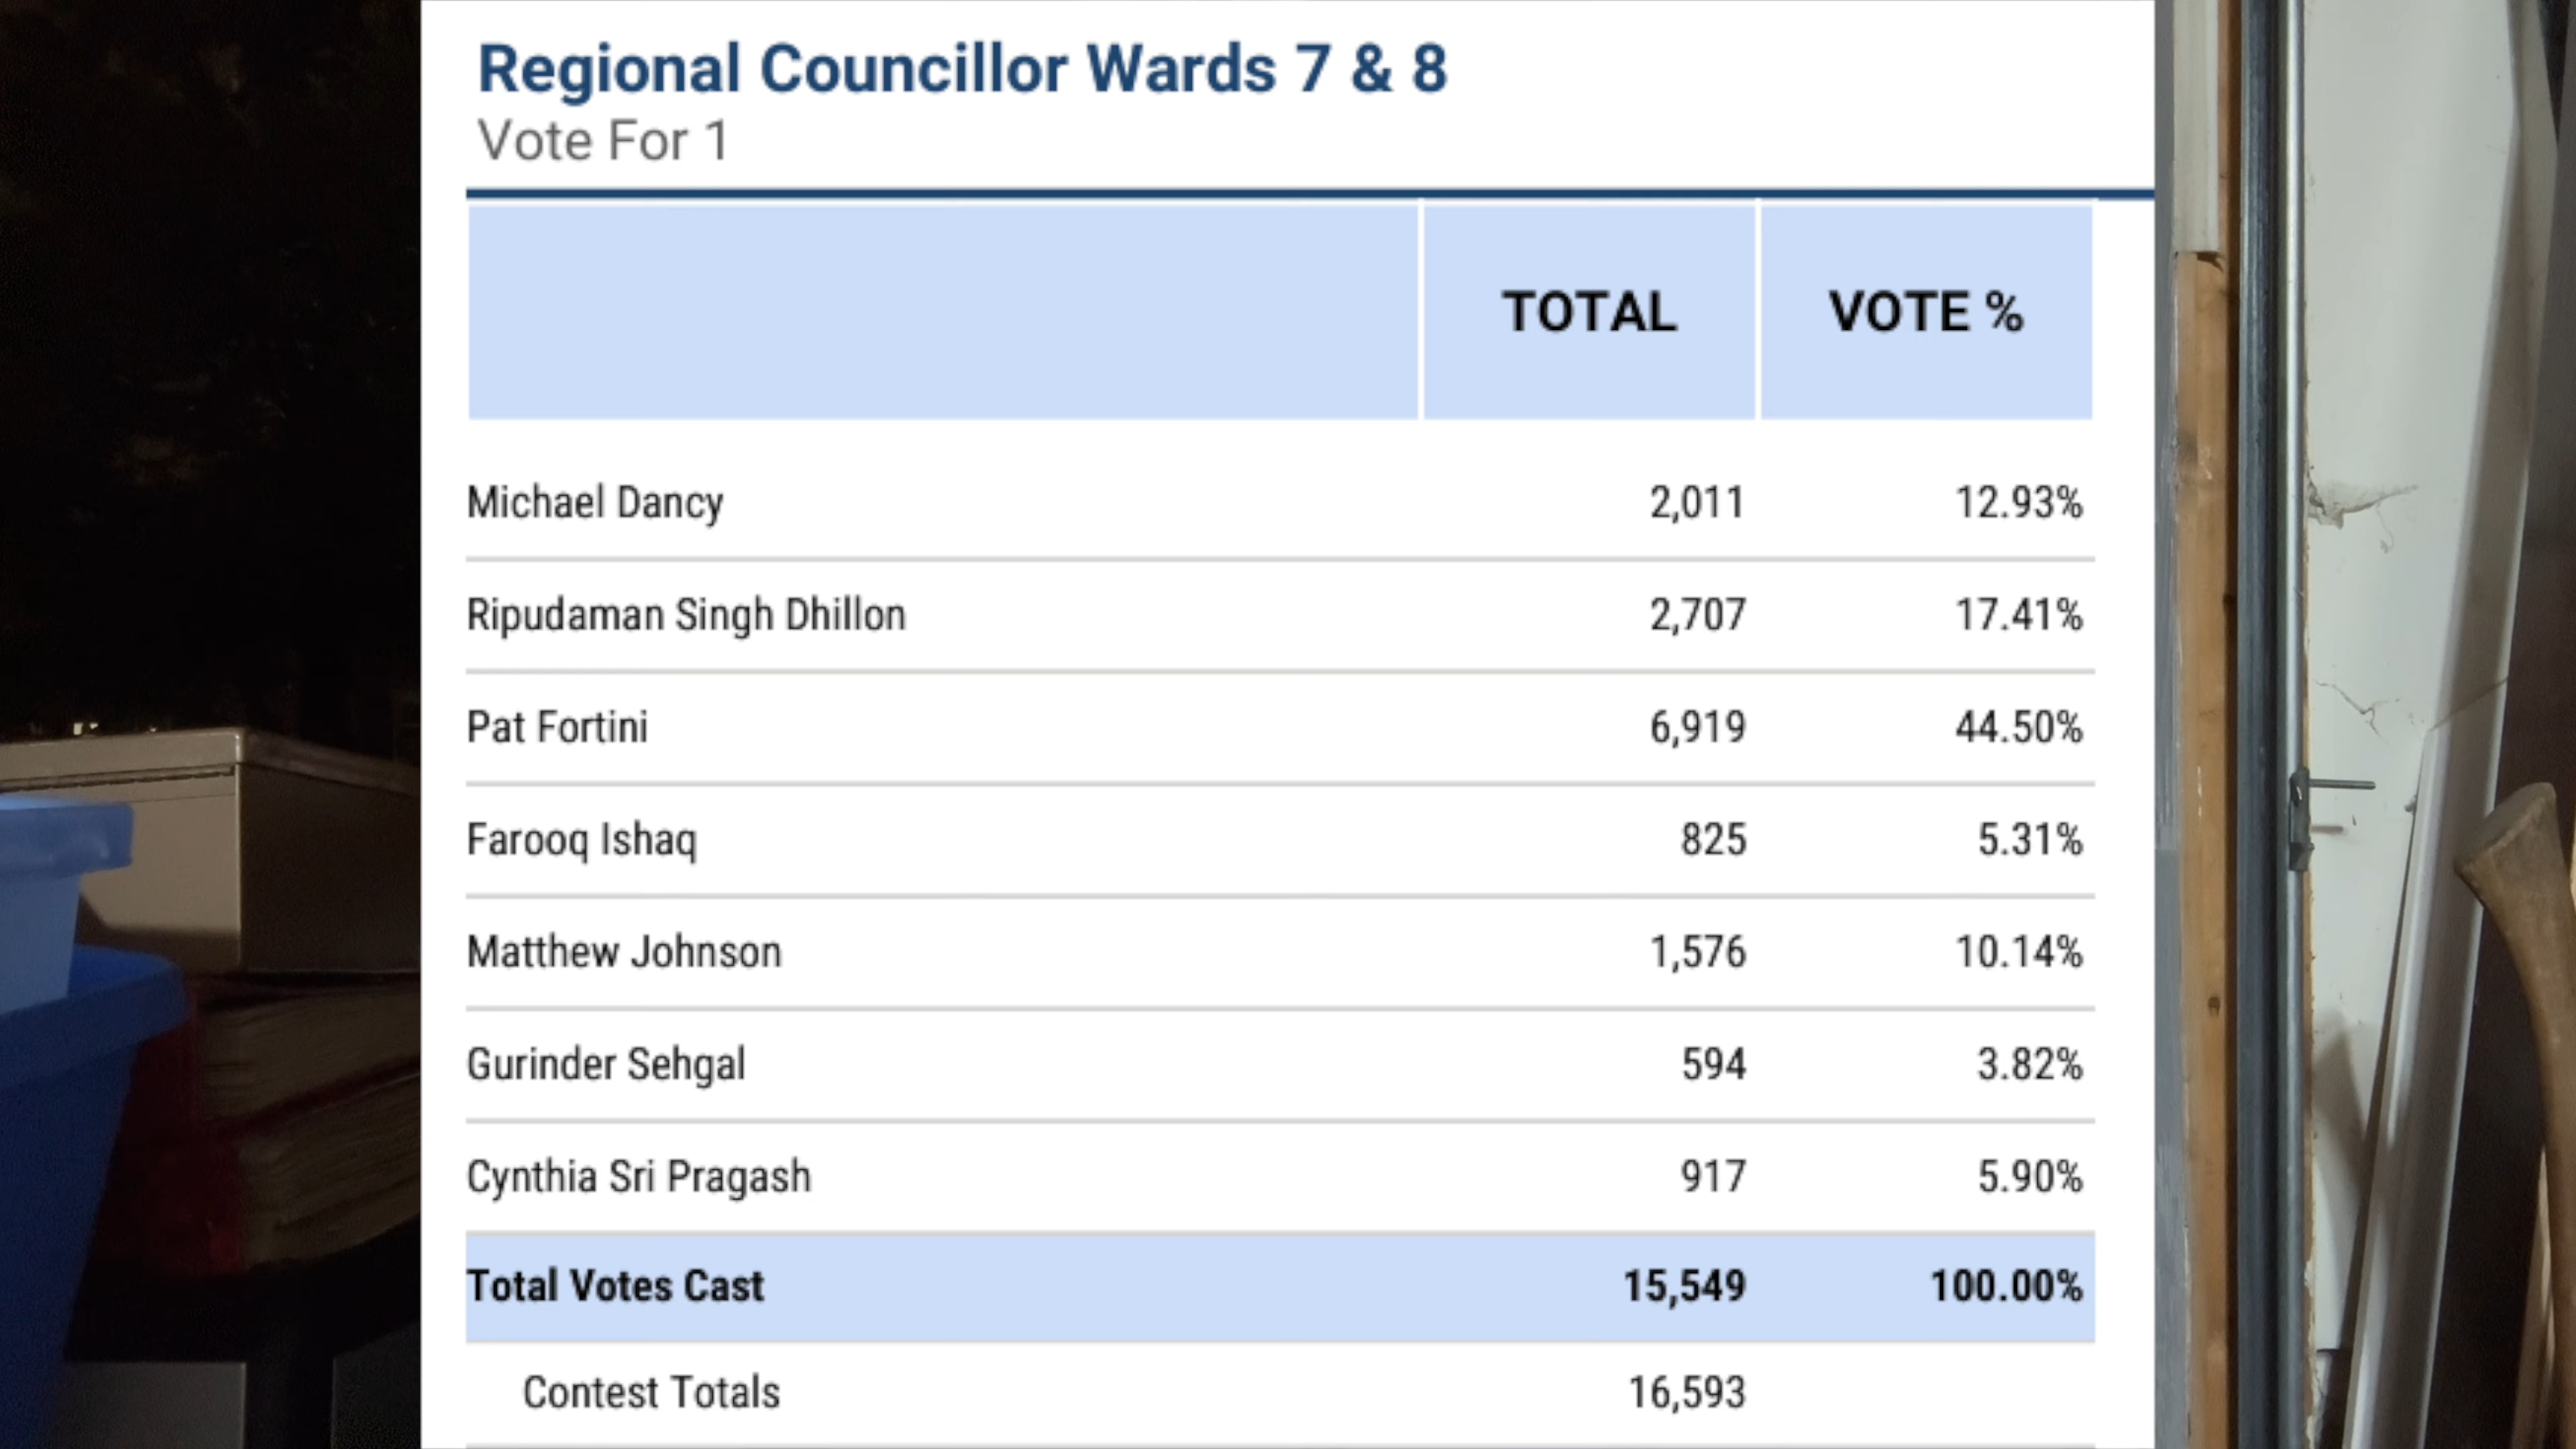 Regional Councillor Wards 7 & 8
Vote For 1
TOTAL VOTE %
Michael Dancy 2,011 12.93%
Ripudaman Singh Dhillon 2,707 17.41%
Pat Fortini 6,919 44.50%
Farooq Ishaq 825 5.31%
Matthew Johnson 1,576 10.14%
Gurinder Sehgal 594 3.82%
Cynthia Sri Pragash 917 5.90%
Total Votes Cast 15,549 100.00%
Contest Totals 16,593